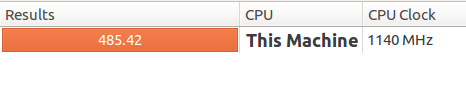 Results CPU CPU Clock
485.42 This Machine 1140 MHz